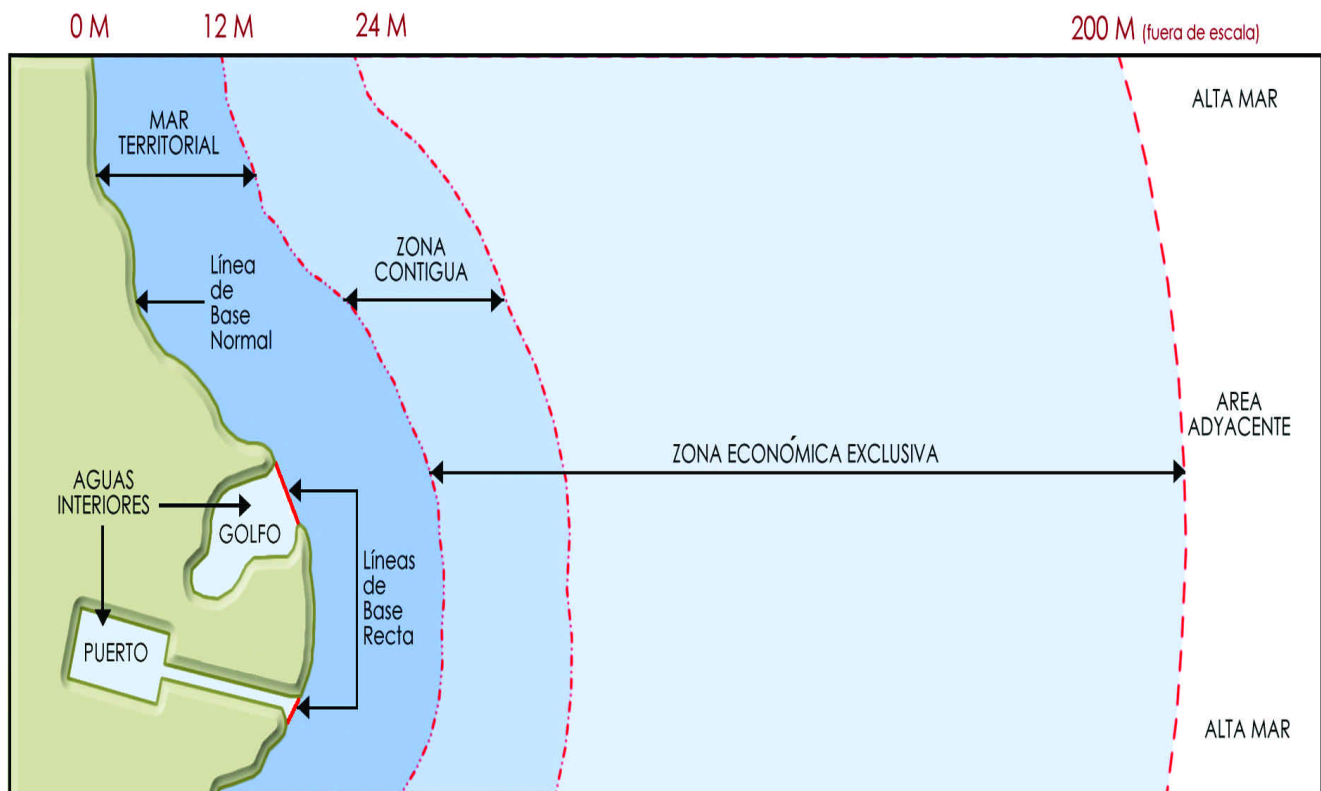 0 M
12 M
24 M
200 M (fuera de escala)
ALTA MAR
MAR
TERRITORIAL
ZONA
CONTIGUA
Línea
de
Base
Normal
AREA
ADYACENTE
ZONA ECONÓMICA EXCLUSIVA
AGUAS
INTERIORES
GOLFO
Líneas
de
Base
Recta
PUERTO
ALTA MAR